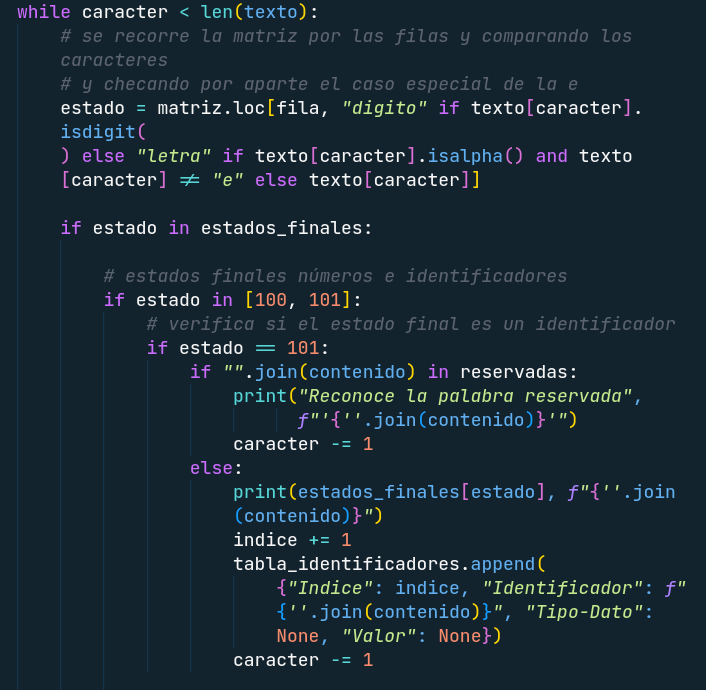 while caracter < len(texto):
# se recorre la matriz por las filas y comparando los
caracteres
# y checando por aparte el caso especial de la e
estado = matriz.loc[fila, "digito" if texto[caracter].
isdigit(
) else "letra" if texto[caracter].isalpha() and texto
[caracter] != "e" else texto[caracter]]
if estado in estados_finales:
# estados finales números e identificadores
if estado in [100, 101]:
# verifica si el estado final es un identificador
if estado == 101:
if "".join(contenido) in reservadas:
print("Reconoce la palabra reservada",
f"'{''.join(contenido)}'")
caracter -= 1
else:
print(estados_finales[estado], f"{''.join
(contenido)}")
indice += 1
tabla_identificadores.append(
{"Indice": indice, "Identificador": f"
{''.join(contenido)}", "Tipo-Dato":
None, "Valor": None})
caracter -= 1